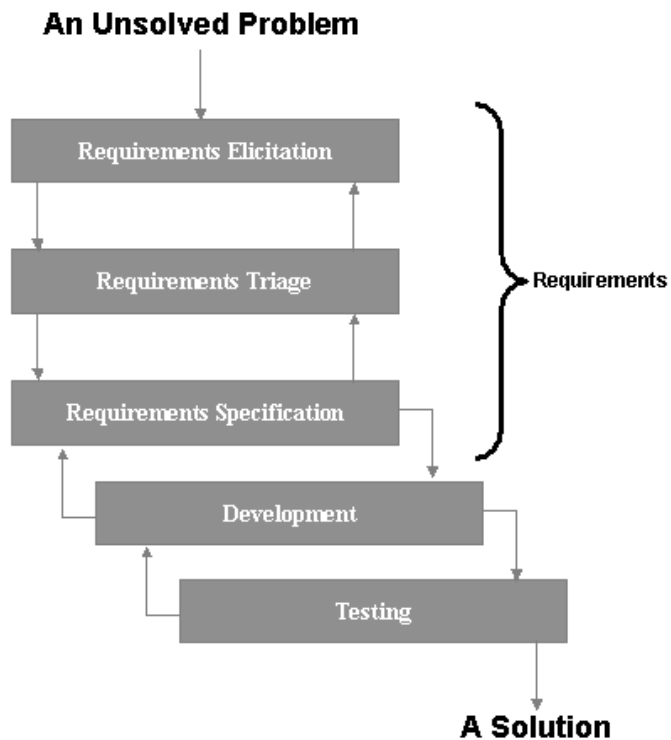 An Unsolved Problem
Requirements Elicitation
Requirements Triage
Requirements
Requirements Specification
Development
Testing
A Solution